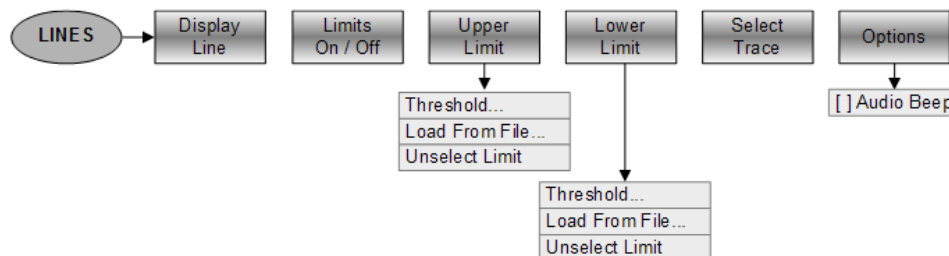 LINES
Display
Line
Limits
On / Off
Upper
Limit
Lower
Limit
Select
Trace
Options
Threshold...
Load From File...
Unselect Limit
Threshold...
Load From File...
Unselect Limit
[ ] Audio Beep